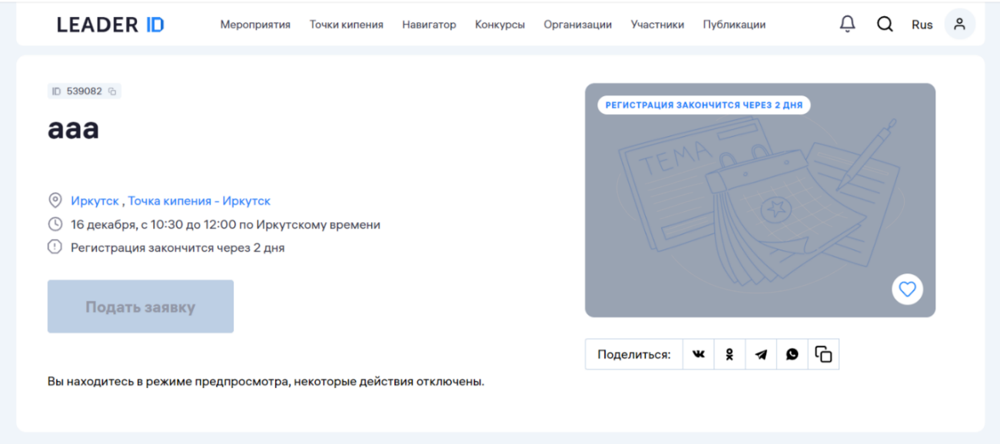 LEADER ID
Мероприятия Точки кипения Навигатор Конкурсы Организации Участники Публикации Rus
ID 539082
ааа
Иркутск , Точка кипения - Иркутск
16 декабря, с 10:30 до 12:00 по Иркутскому времени
Регистрация закончится через 2 дня
Подать заявку
Вы находитесь в режиме предпросмотра, некоторые действия отключены.
РЕГИСТРАЦИЯ ЗАКОНЧИТСЯ ЧЕРЕЗ 2 ДНЯ
ТЕМА
Поделиться: